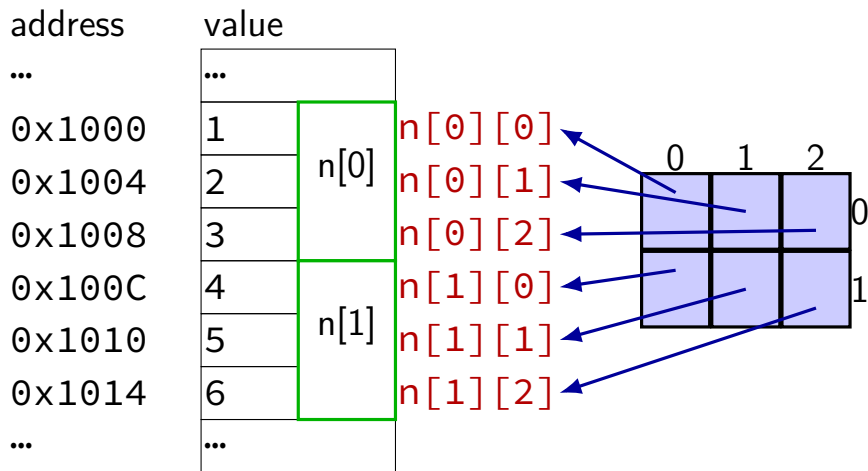 address value
… …
0x1000 1 n[0][0]
n[0]
0 1 2
0x1004 2 n[0][1]
0
0x1008 3 n[0][2]
0x100C 4 n[1][0]
1
n[1]
0x1010 5 n[1][1]
0x1014 6 n[1][2]
… …